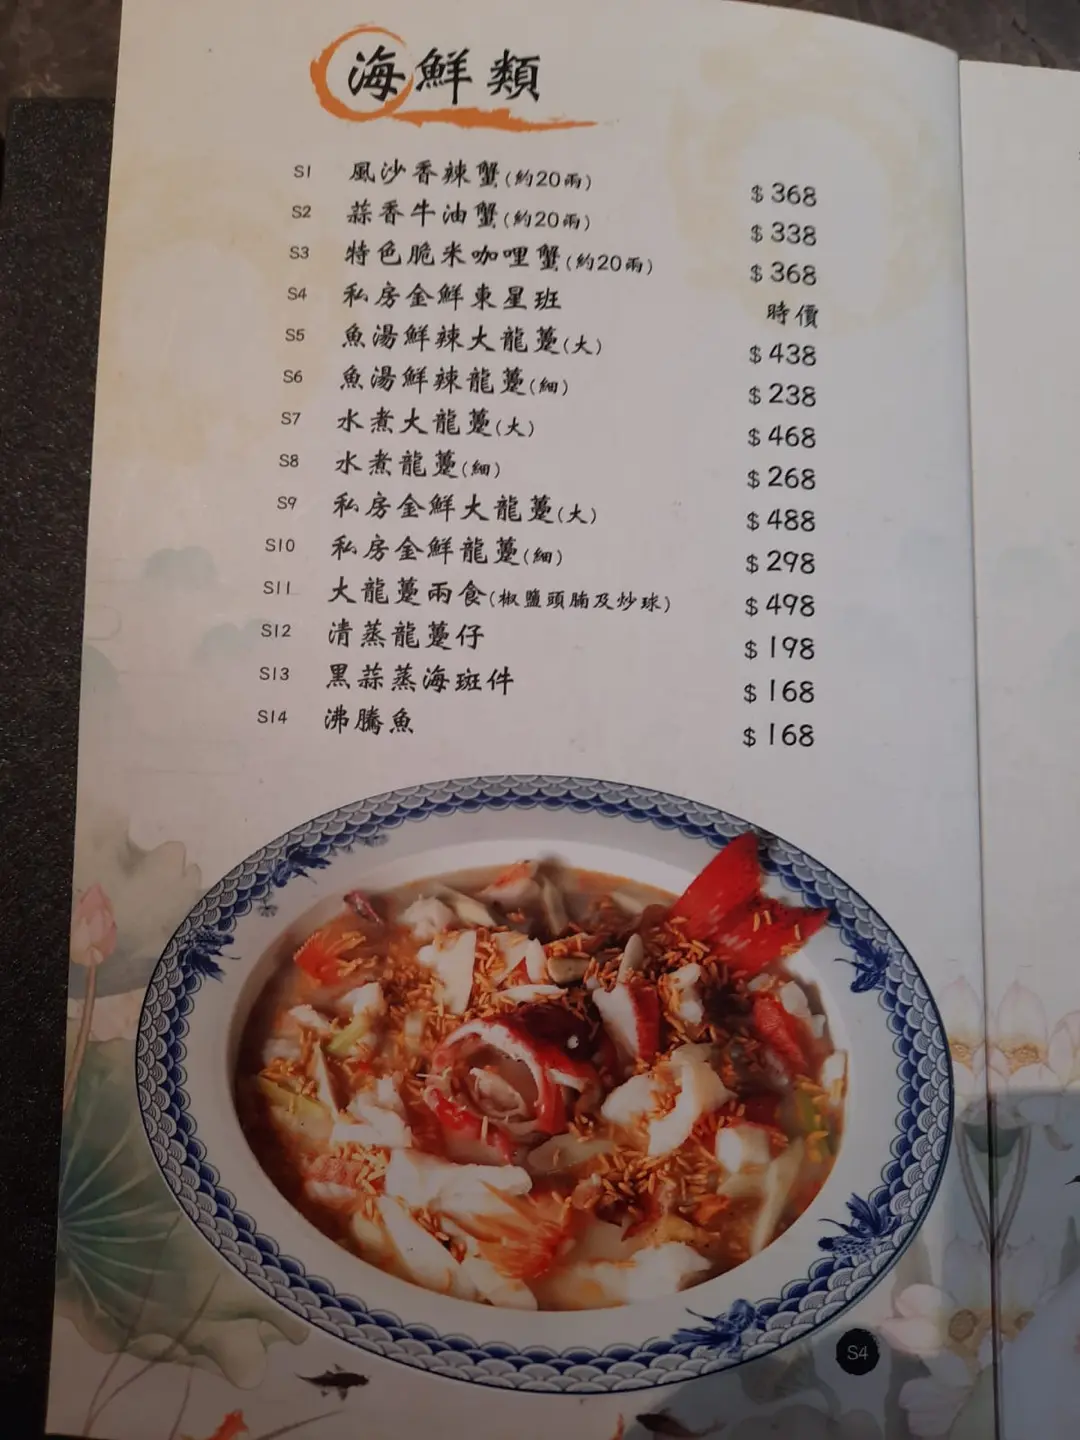 海鮮類
S1 風沙香辣蟹(約20兩) $368
S2 蒜香牛油蟹(約20兩) $338
S3 特色脆米咖哩蟹(約20兩) $368
S4 私房金鮮東星班 時價
S5 魚湯鮮辣大龍躉(大) $438
S6 魚湯鮮辣龍躉(細) $238
S7 水煮大龍躉(大) $468
S8 水煮龍躉(細) $268
S9 私房金鮮大龍躉(大) $488
S10 私房金鮮龍躉(細) $298
S11 大龍躉兩食(椒鹽頭腩及炒球) $498
S12 清蒸龍躉仔 $198
S13 黑蒜蒸海斑件 $168
S14 沸騰魚 $168
S4